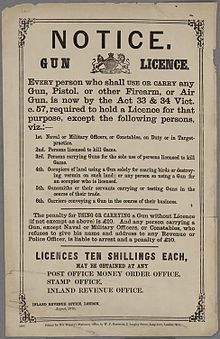 NOTICE.
GUN LICENCE.
EVERY person who shall USE OR CARRY any
Gun, Pistol, or other Firearm, or Air
Gun, is now by the Act 33 & 34 Vict.
c. 57, required to hold a Licence for that
purpose, except the following persons,
viz.:—
1st Naval or Military Officers, or Constables, on Duty or in Target-
practice.
2nd. Persons licensed to kill Game.
3rd Persons carrying Guns for the sole use of persons licensed to kill
Game.
4th Occupiers of land using a Gun solely for scaring birds or destroy-
ing vermin on such land; or any person so using a Gun for
an occupier who is licensed.
5th. Gunsmiths or their servants carrying or testing Guns in the
course of their trade.
6th Carriers conveying a Gun in the course of their business.
The penalty for USING OR CARRYING a Gun without Licence
(if not exempt as above) is £10. And any person carrying a
Gun, except Naval or Military Officers, or Constables, who
refuses to give his name and address to any Revenue or
Police Officer, is liable to arrest and a penalty of £10.
LICENCES TEN SHILLINGS EACH,
MAY BE OBTAINED AT ANY
POST OFFICE MONEY ORDER OFFICE,
STAMP OFFICE,
INLAND REVENUE OFFICE.
INLAND REVENUE OFFICE, LONDON,
August, 1870.